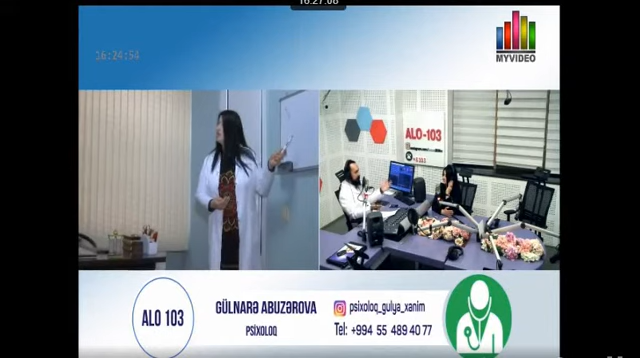 16:27:08
16:24:54
MYVIDEO
ALO-103
ALO 103
GÜLNARƏ ABUZƏROVA
PSİXOLOQ
psixoloq_gulya_xanim
Tel: +994 55 489 40 77